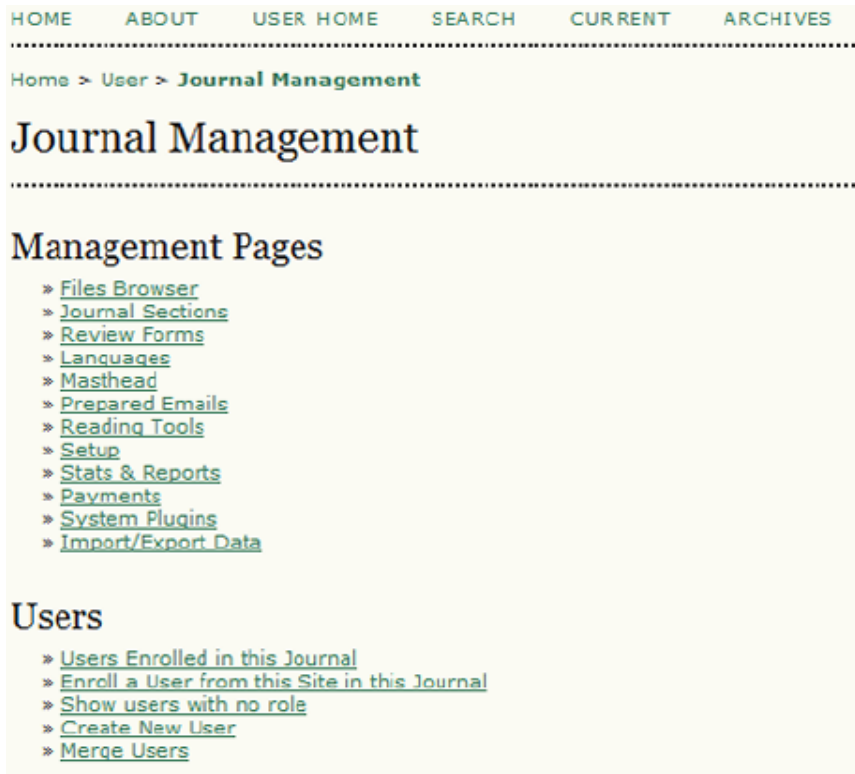 HOME ABOUT USER HOME SEARCH CURRENT ARCHIVES
Home > User > Journal Management
Journal Management
Management Pages
» Files Browser
» Journal Sections
» Review Forms
» Languages
» Masthead
» Prepared Emails
» Reading Tools
» Setup
» Stats & Reports
» Payments
» System Plugins
» Import/Export Data
Users
» Users Enrolled in this Journal
» Enroll a User from this Site in this Journal
» Show users with no role
» Create New User
» Merge Users